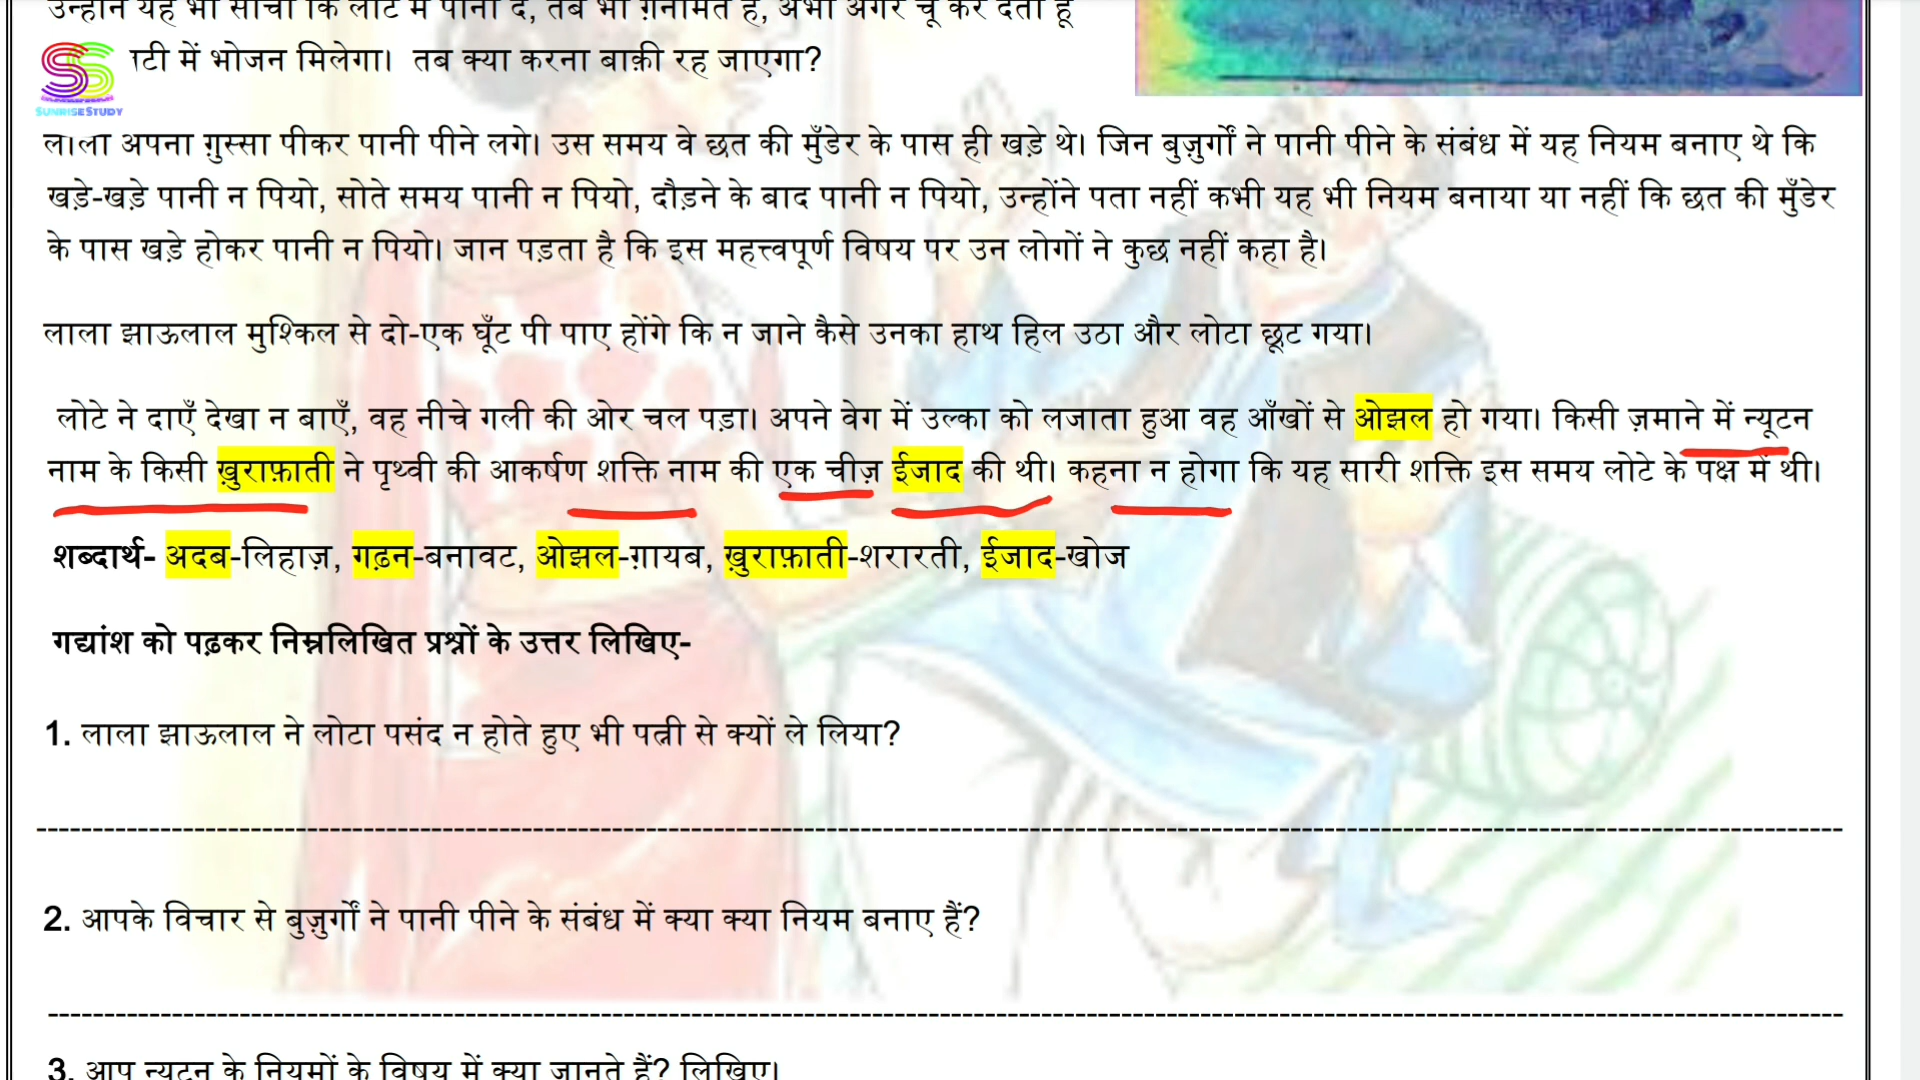 उन्होंने यह भी सोचा कि लोटे में पानी दे, तब भी ग़नीमत है, अभी अगर चूँ कर देता हूँ
टी में भोजन मिलेगा। तब क्या करना बाक़ी रह जाएगा?
SUNRISE STUDY
लाला अपना ग़ुस्सा पीकर पानी पीने लगे। उस समय वे छत की मुँडेर के पास ही खड़े थे। जिन बुज़ुर्गों ने पानी पीने के संबंध में यह नियम बनाए थे कि
खड़े-खड़े पानी न पियो, सोते समय पानी न पियो, दौड़ने के बाद पानी न पियो, उन्होंने पता नहीं कभी यह भी नियम बनाया या नहीं कि छत की मुँडेर
के पास खड़े होकर पानी न पियो। जान पड़ता है कि इस महत्त्वपूर्ण विषय पर उन लोगों ने कुछ नहीं कहा है।
लाला झाऊलाल मुश्किल से दो-एक घूँट पी पाए होंगे कि न जाने कैसे उनका हाथ हिल उठा और लोटा छूट गया।
लोटे ने दाएँ देखा न बाएँ, वह नीचे गली की ओर चल पड़ा। अपने वेग में उल्का को लजाता हुआ वह आँखों से ओझल हो गया। किसी ज़माने में न्यूटन
नाम के किसी ख़ुराफ़ाती ने पृथ्वी की आकर्षण शक्ति नाम की एक चीज़ ईजाद की थी। कहना न होगा कि यह सारी शक्ति इस समय लोटे के पक्ष में थी।
शब्दार्थ- अदब-लिहाज़, गढ़न-बनावट, ओझल-ग़ायब, ख़ुराफ़ाती-शरारती, ईजाद-खोज
गद्यांश को पढ़कर निम्नलिखित प्रश्नों के उत्तर लिखिए-
1. लाला झाऊलाल ने लोटा पसंद न होते हुए भी पत्नी से क्यों ले लिया?
2. आपके विचार से बुज़ुर्गों ने पानी पीने के संबंध में क्या क्या नियम बनाए हैं?
3. आप न्यूटन के नियमों के विषय में क्या जानते हैं? लिखिए।